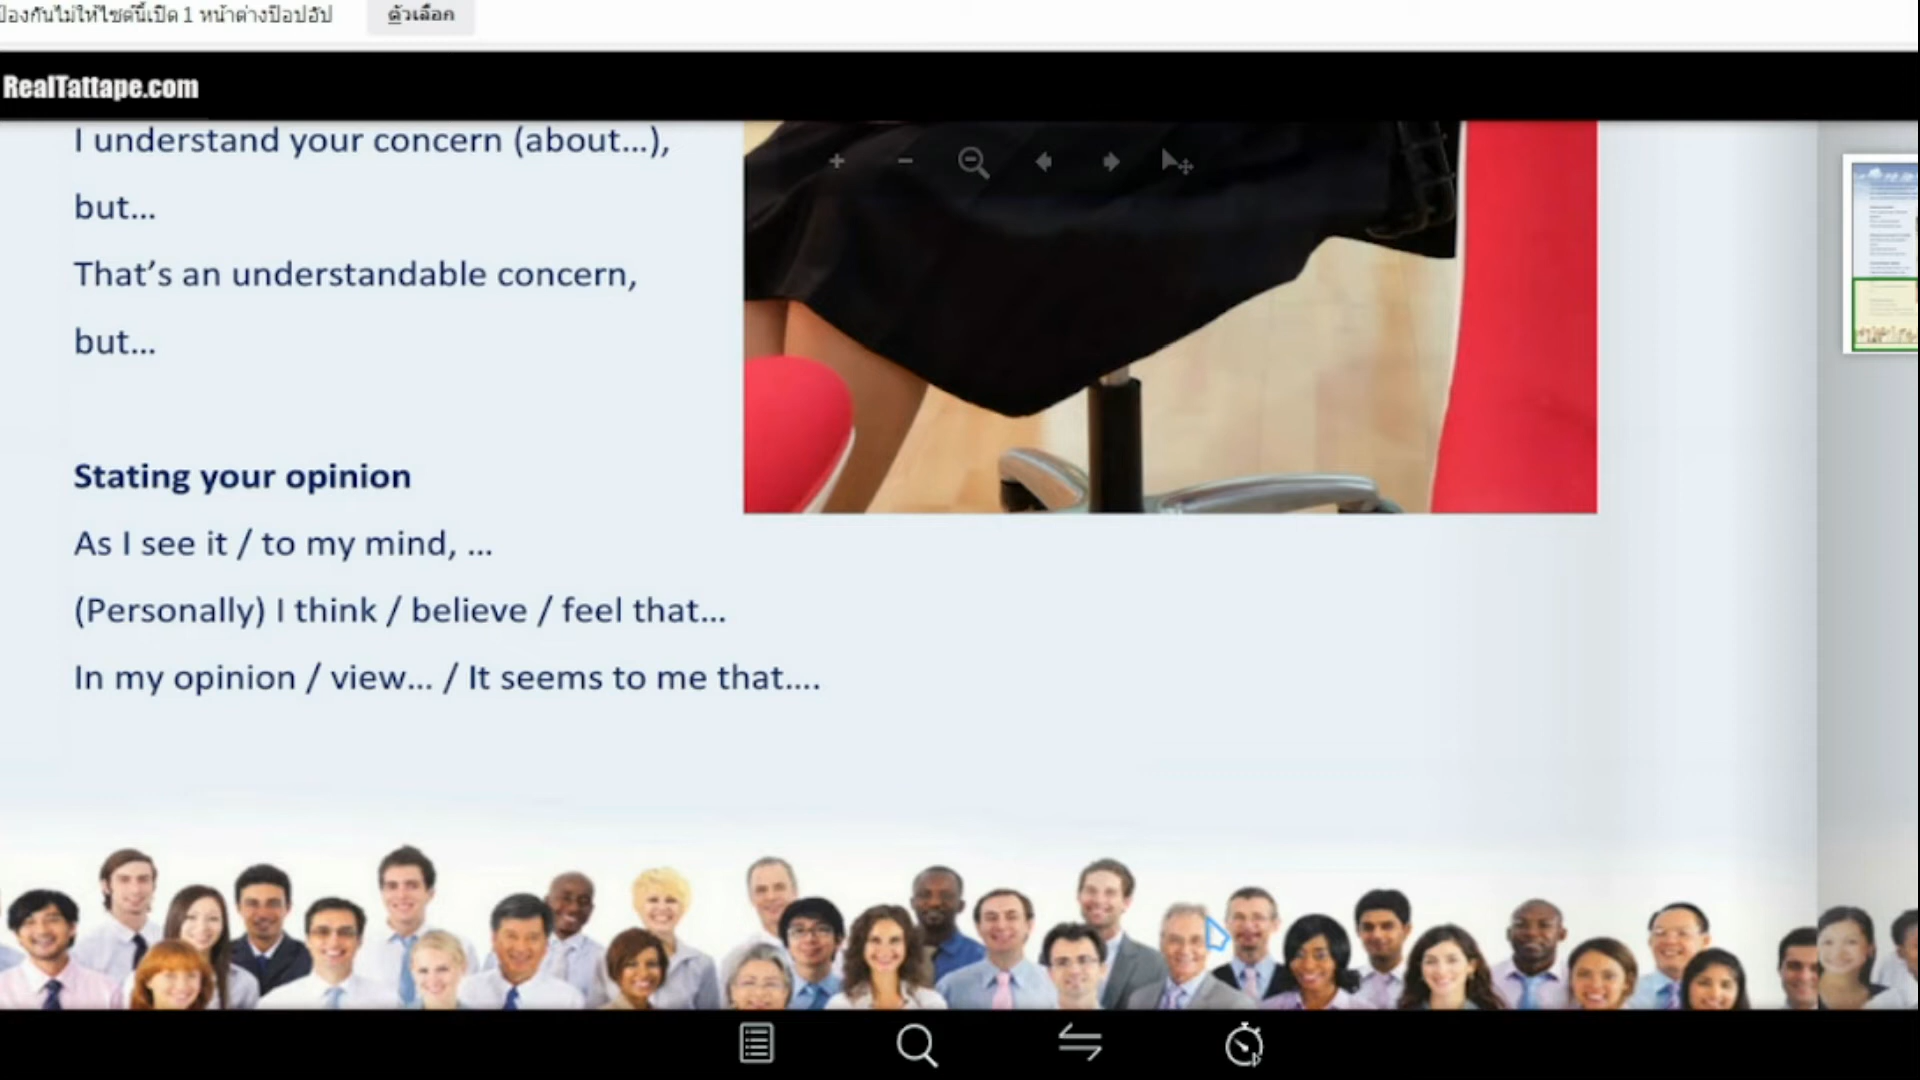 ป้องกันไม่ให้ไซต์นี้เปิด 1 หน้าต่างป๊อปอัป ตัวเลือก
RealTattape.com
I understand your concern (about...),
but...
That's an understandable concern,
but...
Stating your opinion
As I see it / to my mind, ...
(Personally) I think / believe / feel that...
In my opinion / view... / It seems to me that....